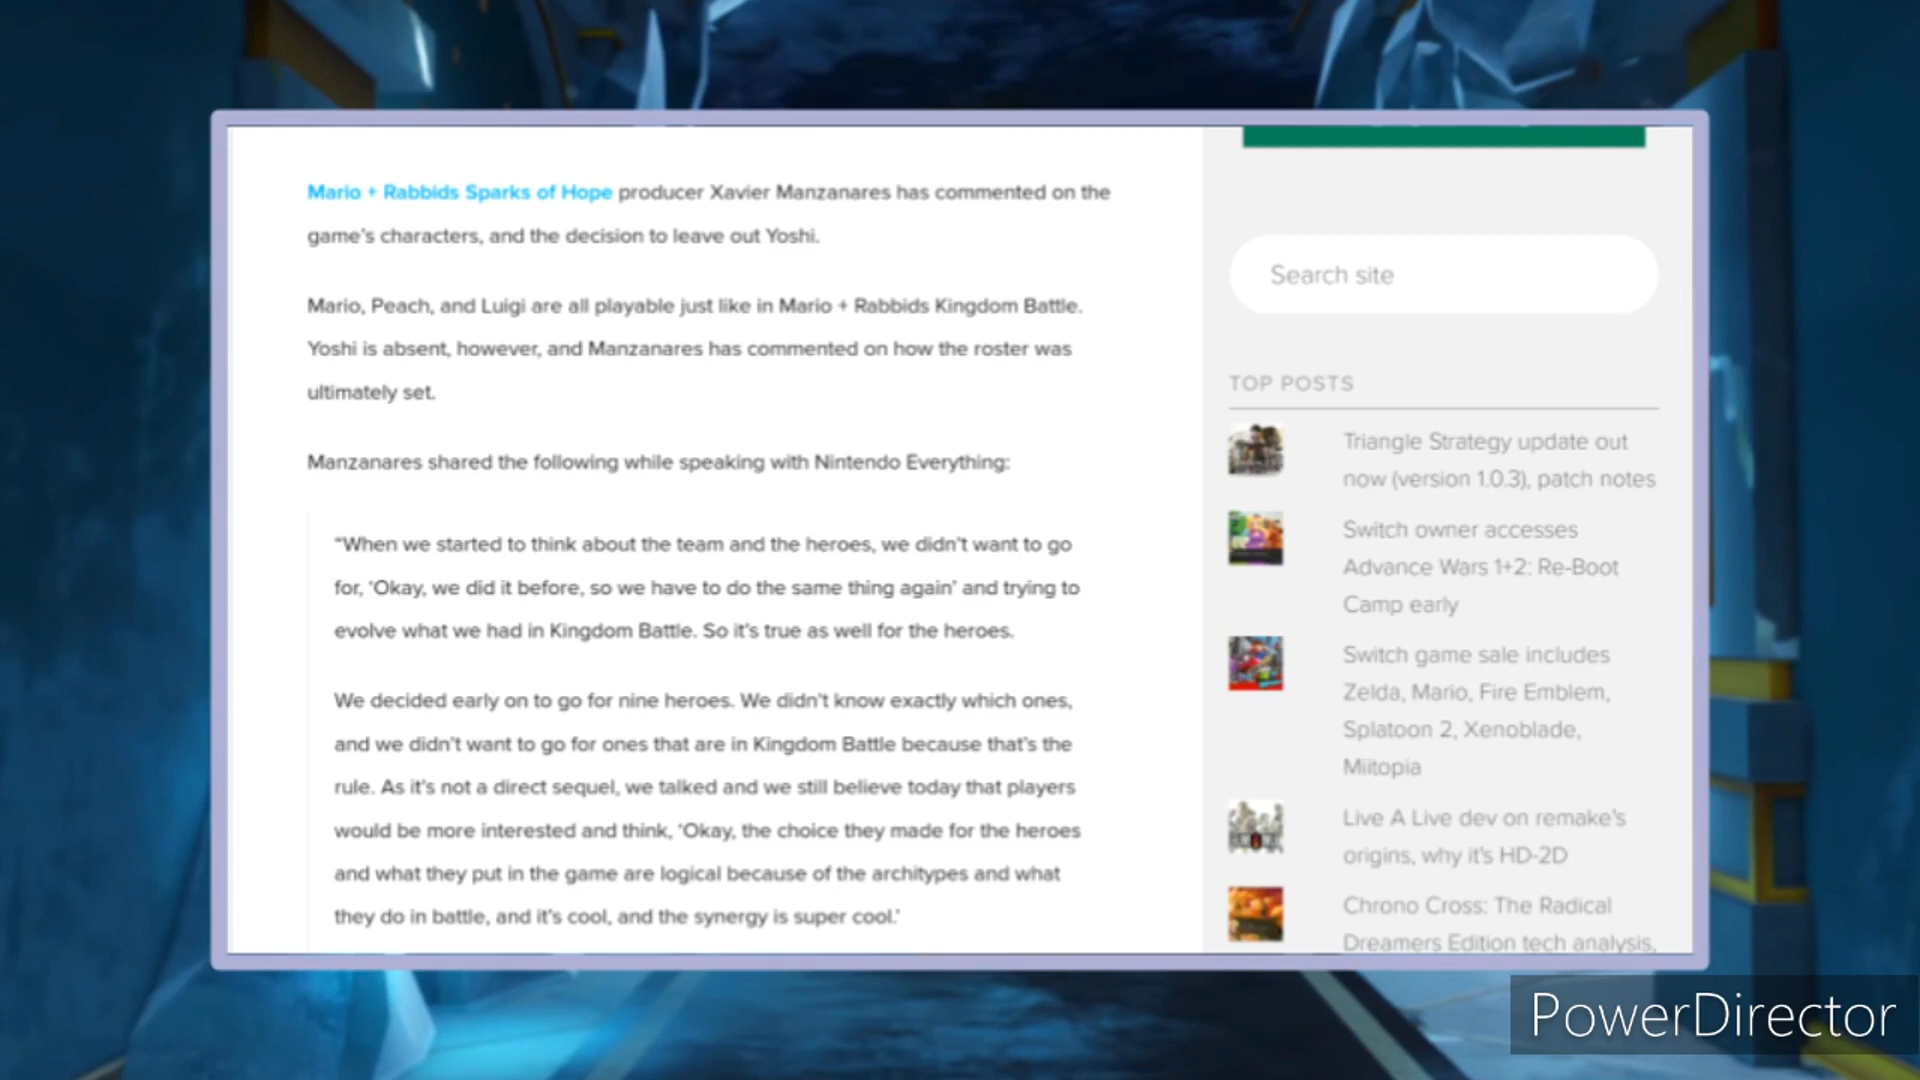 Mario + Rabbids Sparks of Hope producer Xavier Manzanares has commented on the
game's characters, and the decision to leave out Yoshi.
Mario, Peach, and Luigi are all playable just like in Mario + Rabbids Kingdom Battle.
Yoshi is absent, however, and Manzanares has commented on how the roster was
ultimately set.
Manzanares shared the following while speaking with Nintendo Everything:
“When we started to think about the team and the heroes, we didn't want to go
for, ‘Okay, we did it before, so we have to do the same thing again’ and trying to
evolve what we had in Kingdom Battle. So it's true as well for the heroes.
We decided early on to go for nine heroes. We didn't know exactly which ones,
and we didn't want to go for ones that are in Kingdom Battle because that's the
rule. As it's not a direct sequel, we talked and we still believe today that players
would be more interested and think, ‘Okay, the choice they made for the heroes
and what they put in the game are logical because of the architypes and what
they do in battle, and it's cool, and the synergy is super cool.’
Search site
TOP POSTS
Triangle Strategy update out
now (version 1.0.3), patch notes
Switch owner accesses
Advance Wars 1+2: Re-Boot
Camp early
Switch game sale includes
Zelda, Mario, Fire Emblem,
Splatoon 2, Xenoblade,
Miitopia
Live A Live dev on remake's
origins, why it's HD-2D
Chrono Cross: The Radical
Dreamers Edition tech analysis,
PowerDirector